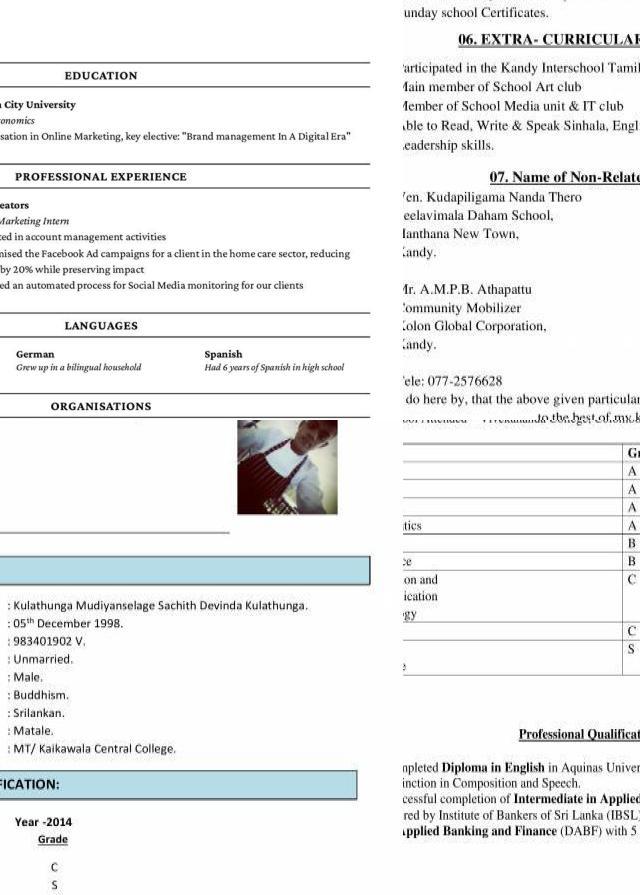 EDUCATION
City University
onomics
sation in Online Marketing, key elective: "Brand management In A Digital Era"
PROFESSIONAL EXPERIENCE
eators
Marketing Intern
ted in account management activities
nised the Facebook Ad campaigns for a client in the home care sector, reducing
by 20% while preserving impact
ed an automated process for Social Media monitoring for our clients
LANGUAGES
German Spanish
Grew up in a bilingual household Had 6 years of Spanish in high school
ORGANISATIONS
: Kulathunga Mudiyanselage Sachith Devinda Kulathunga.
: 05th December 1998.
: 983401902 V.
: Unmarried.
: Male.
: Buddhism.
: Srilankan.
: Matale.
: MT/ Kaikawala Central College.
FICATION:
Year -2014
Grade
C
S
unday school Certificates.
06. EXTRA- CURRICULAR
articipated in the Kandy Interschool Tamil
Main member of School Art club
Member of School Media unit & IT club
Able to Read, Write & Speak Sinhala, Engl
eadership skills.
07. Name of Non-Relate
Ven. Kudapiligama Nanda Thero
eelavimala Daham School,
Nanthana New Town,
Kandy.
Mr. A.M.P.B. Athapattu
Community Mobilizer
Kolon Global Corporation,
Kandy.
Tele: 077-2576628
do here by, that the above given particular
to the best of my k
Gr
A
A
A
tics A
B
ce B
on and C
ication
gy
C
S
e
Professional Qualificat
mpleted Diploma in English in Aquinas Univer
inction in Composition and Speech.
ccessful completion of Intermediate in Applied
red by Institute of Bankers of Sri Lanka (IBSL)
Applied Banking and Finance (DABF) with 5